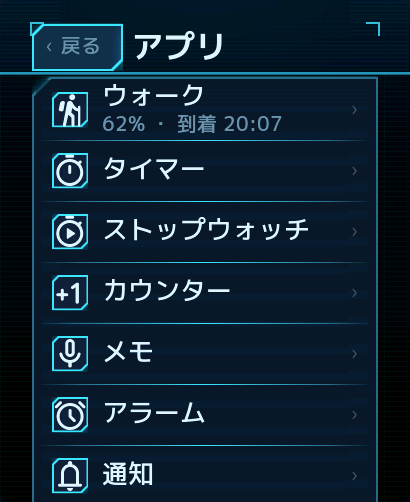 ‹ 戻る
アプリ
ウォーク
62% · 到着 20:07
タイマー
ストップウォッチ
+1 カウンター
メモ
アラーム
通知